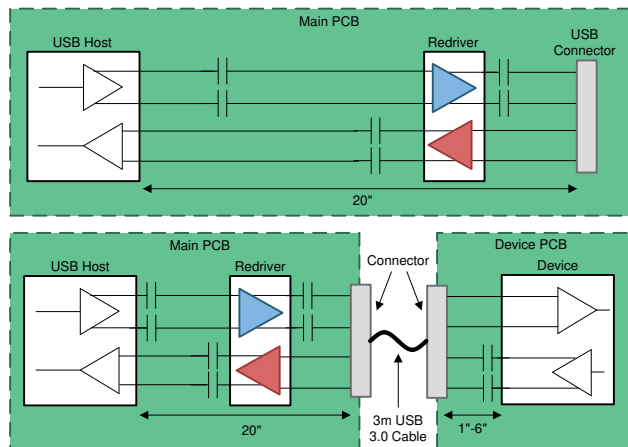 Main PCB
USB Host
Redriver
USB
Connector
20"
Main PCB
USB Host
Redriver
Connector
Device PCB
Device
20"
3m USB
3.0 Cable
1"-6"